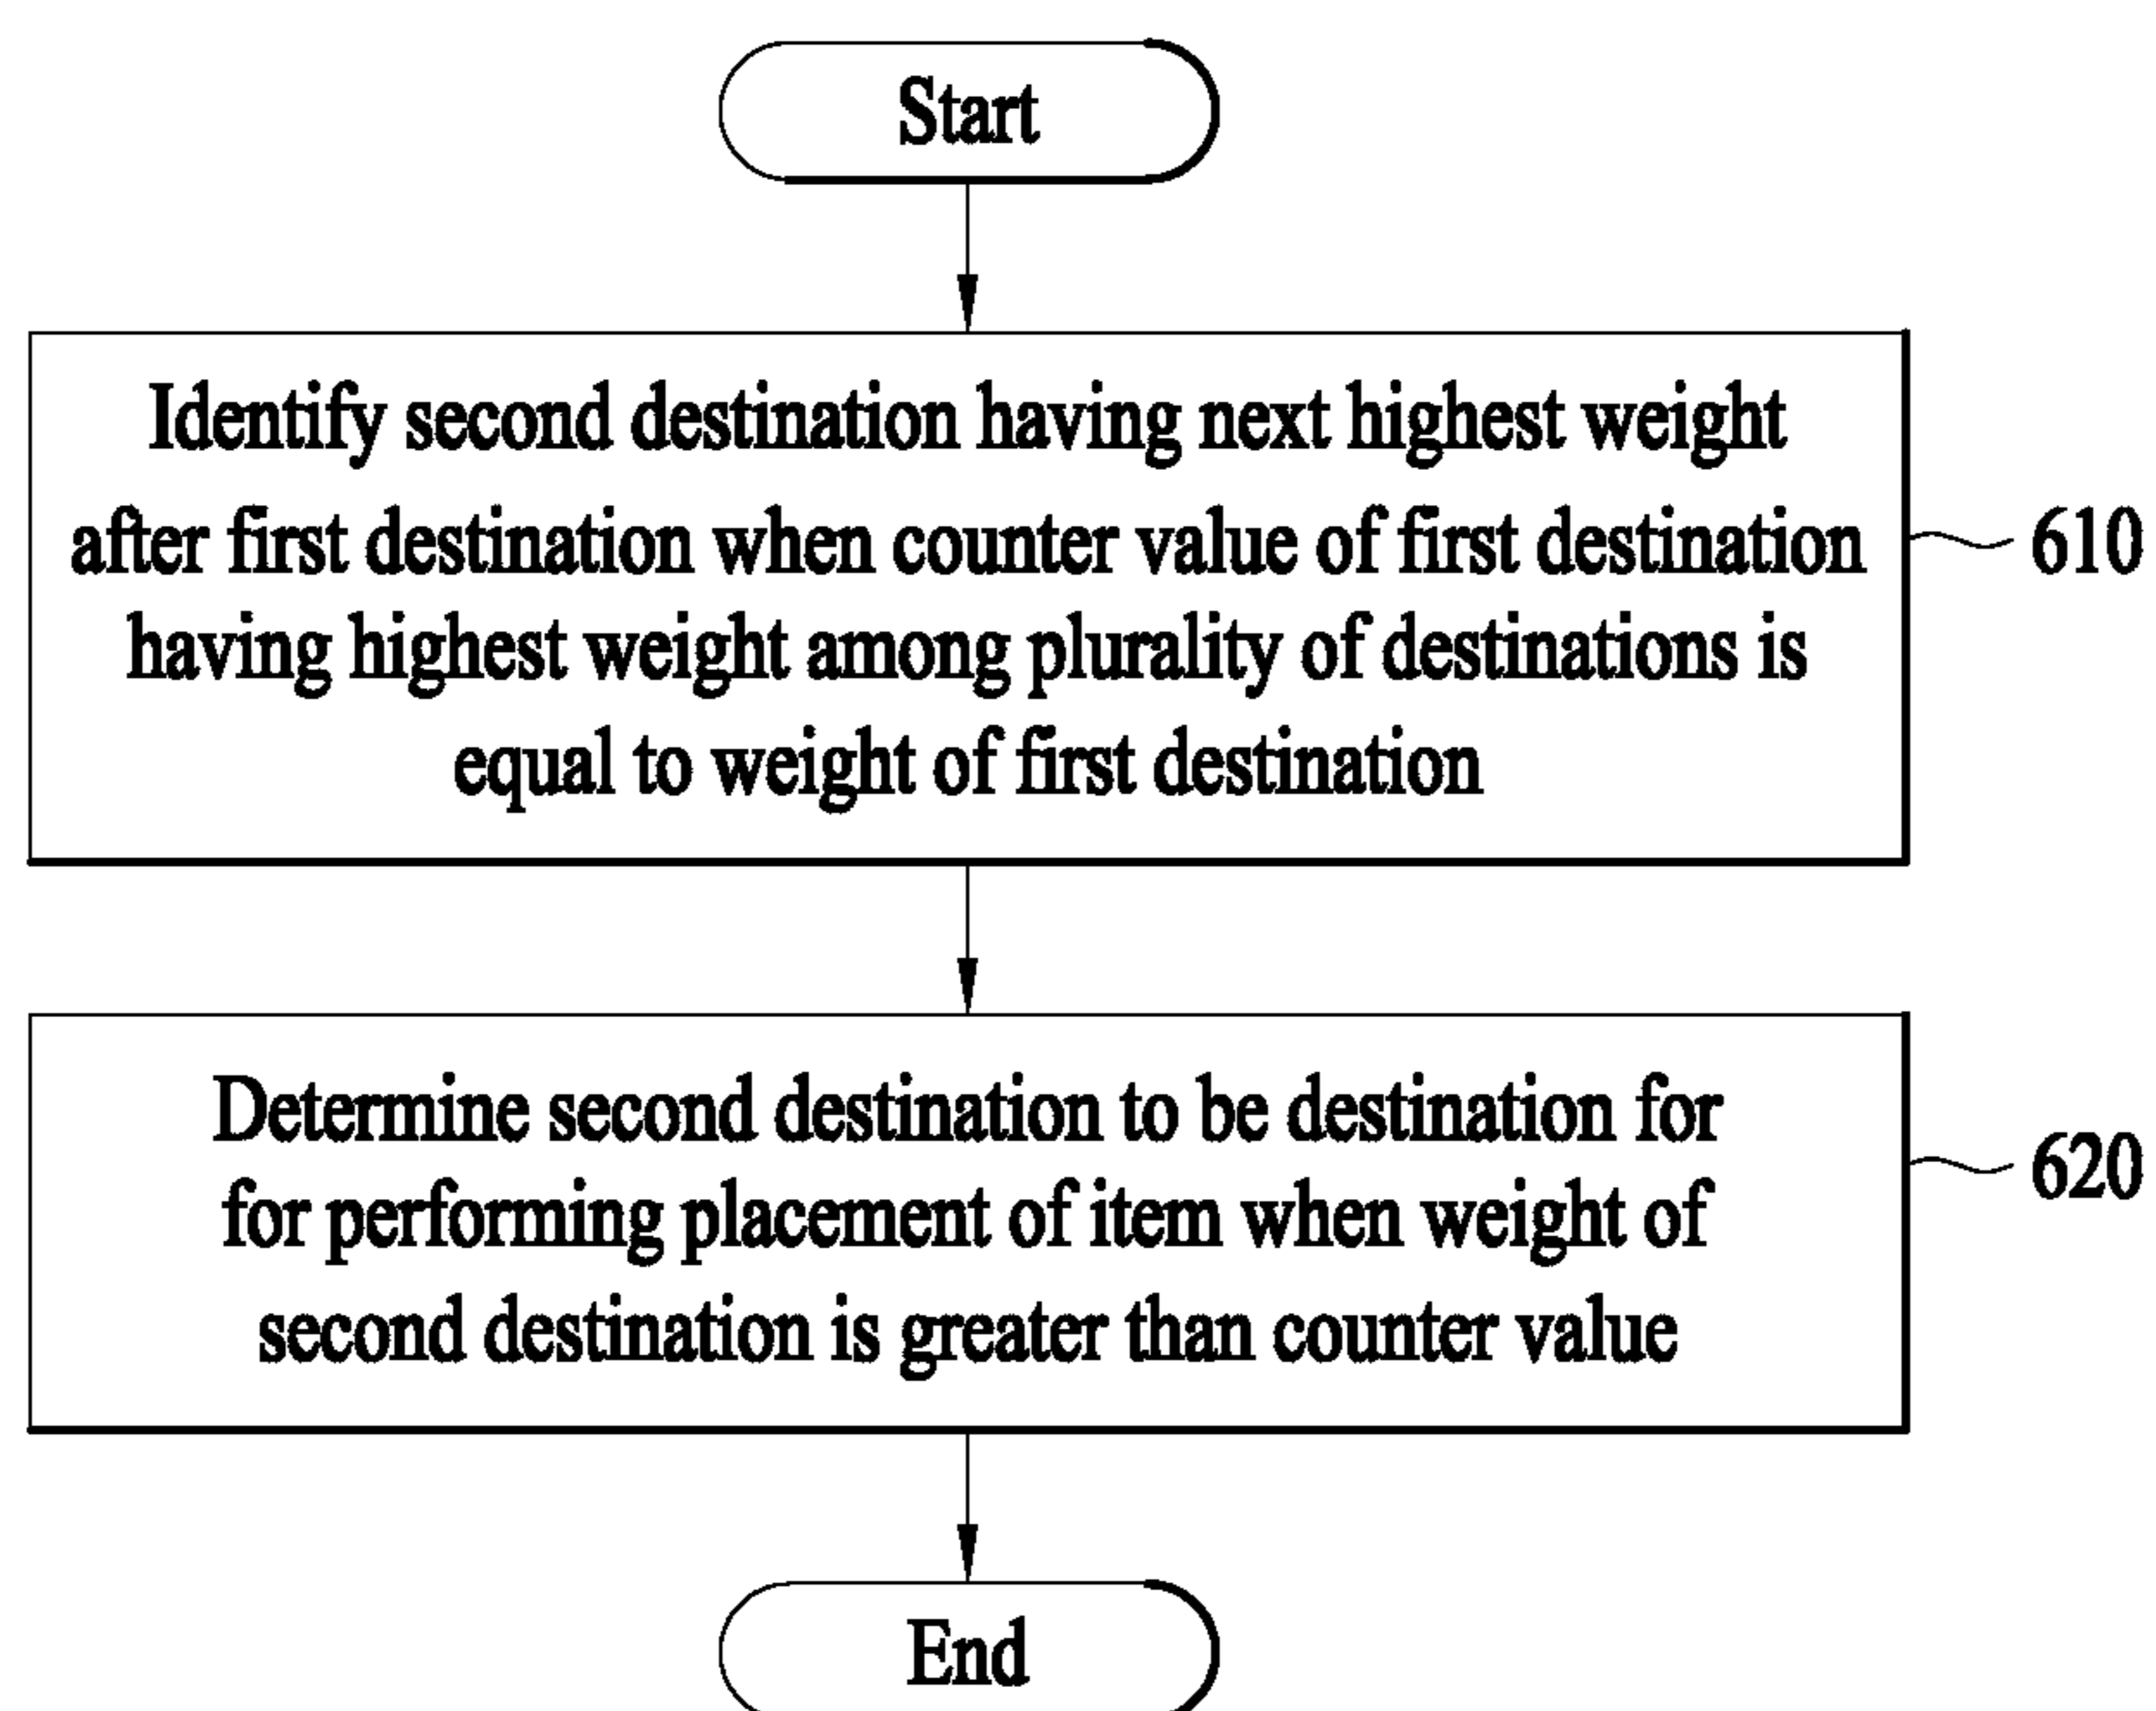 Start
Identify second destination having next highest weight
after first destination when counter value of first destination
having highest weight among plurality of destinations is
equal to weight of first destination
610
Determine second destination to be destination for
for performing placement of item when weight of
second destination is greater than counter value
620
End